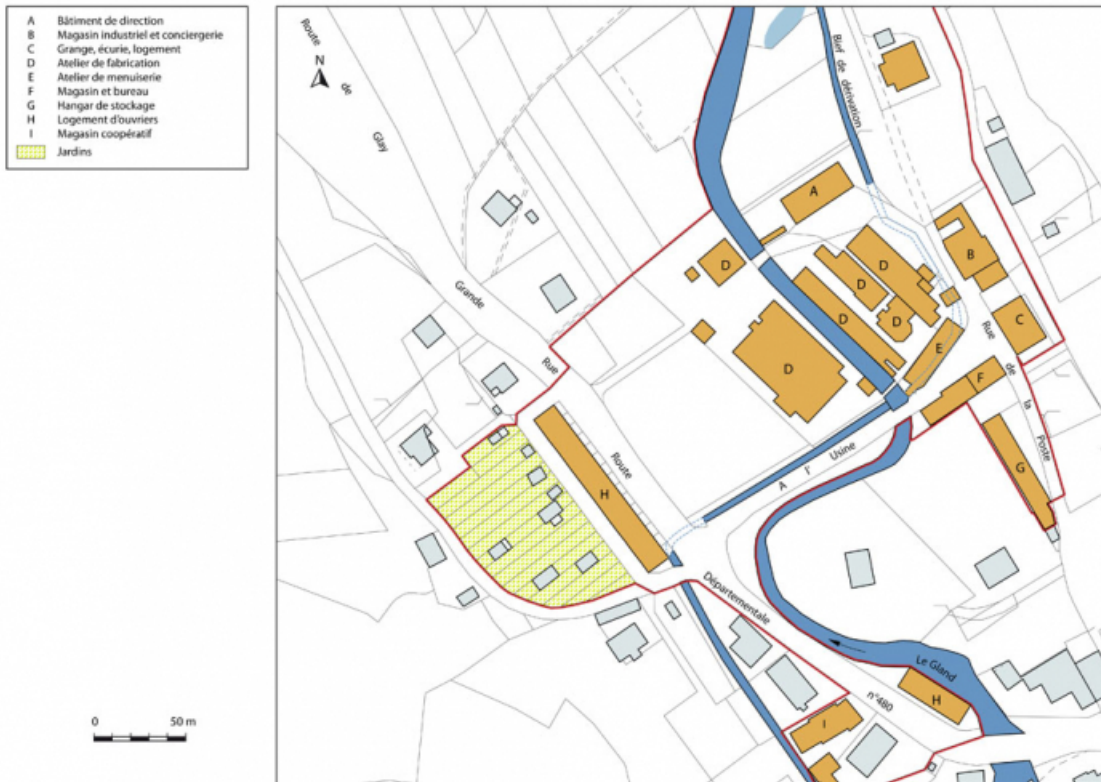 A Bâtiment de direction
B Magasin industriel et conciergerie
C Grange, écurie, logement
D Atelier de fabrication
E Atelier de menuiserie
F Magasin et bureau
G Hangar de stockage
H Logement d'ouvriers
I Magasin coopératif
Jardins
0 50 m
N
Route de Glay
Bief de dérivation
A
B
D
D
D
D
D
D
C
E
F
G
Grande Rue
Rue de la Poste
Route
A l' Usine
H
Départementale
n°480
Le Gland
H
I